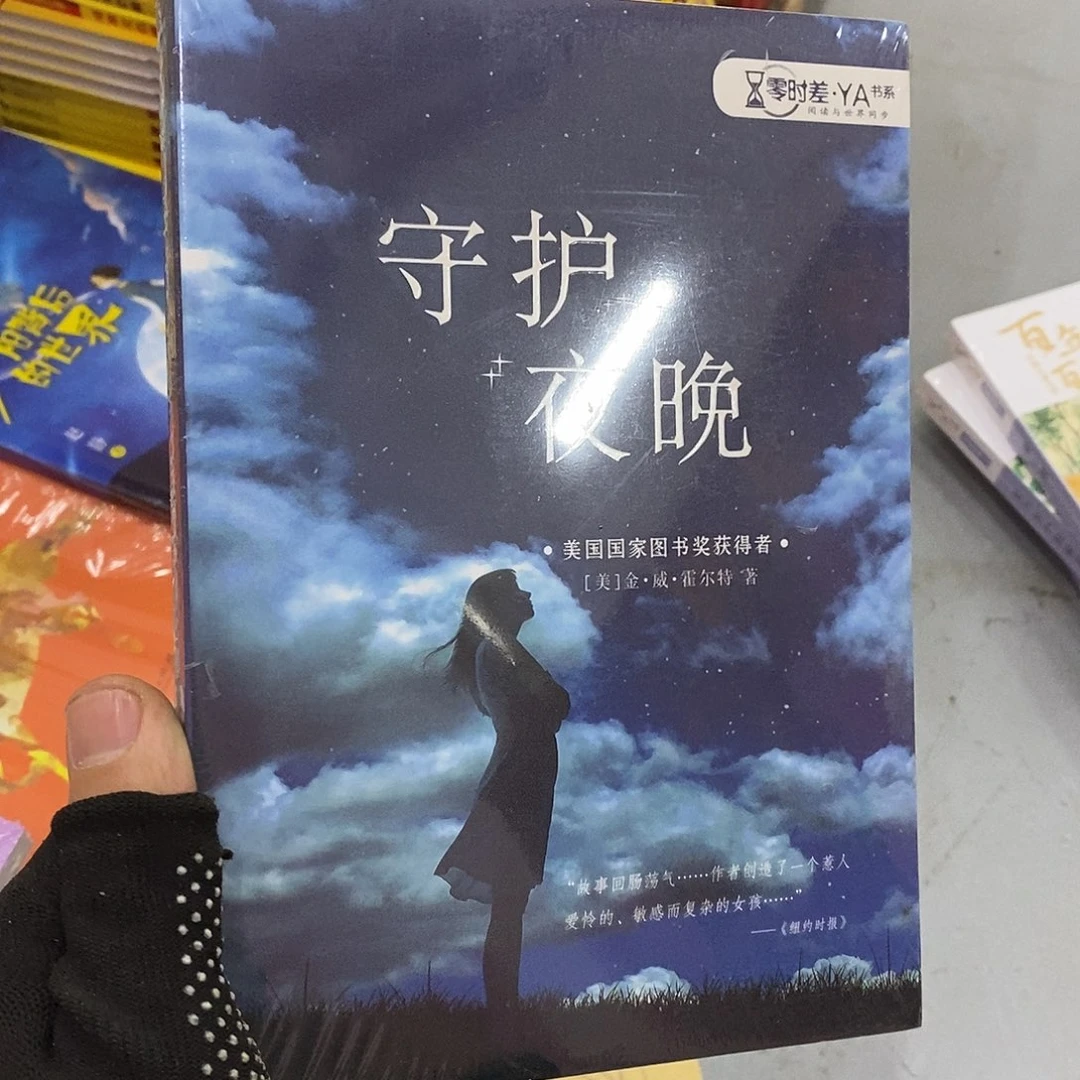 零时差·YA书系
阅读与世界同步
守护
夜晚
• 美国国家图书奖获得者 •
［美］金·威·霍尔特 著
“故事回肠荡气……作者创造了一个惹人
爱怜的、敏感而复杂的女孩……”
——《纽约时报》
的世界